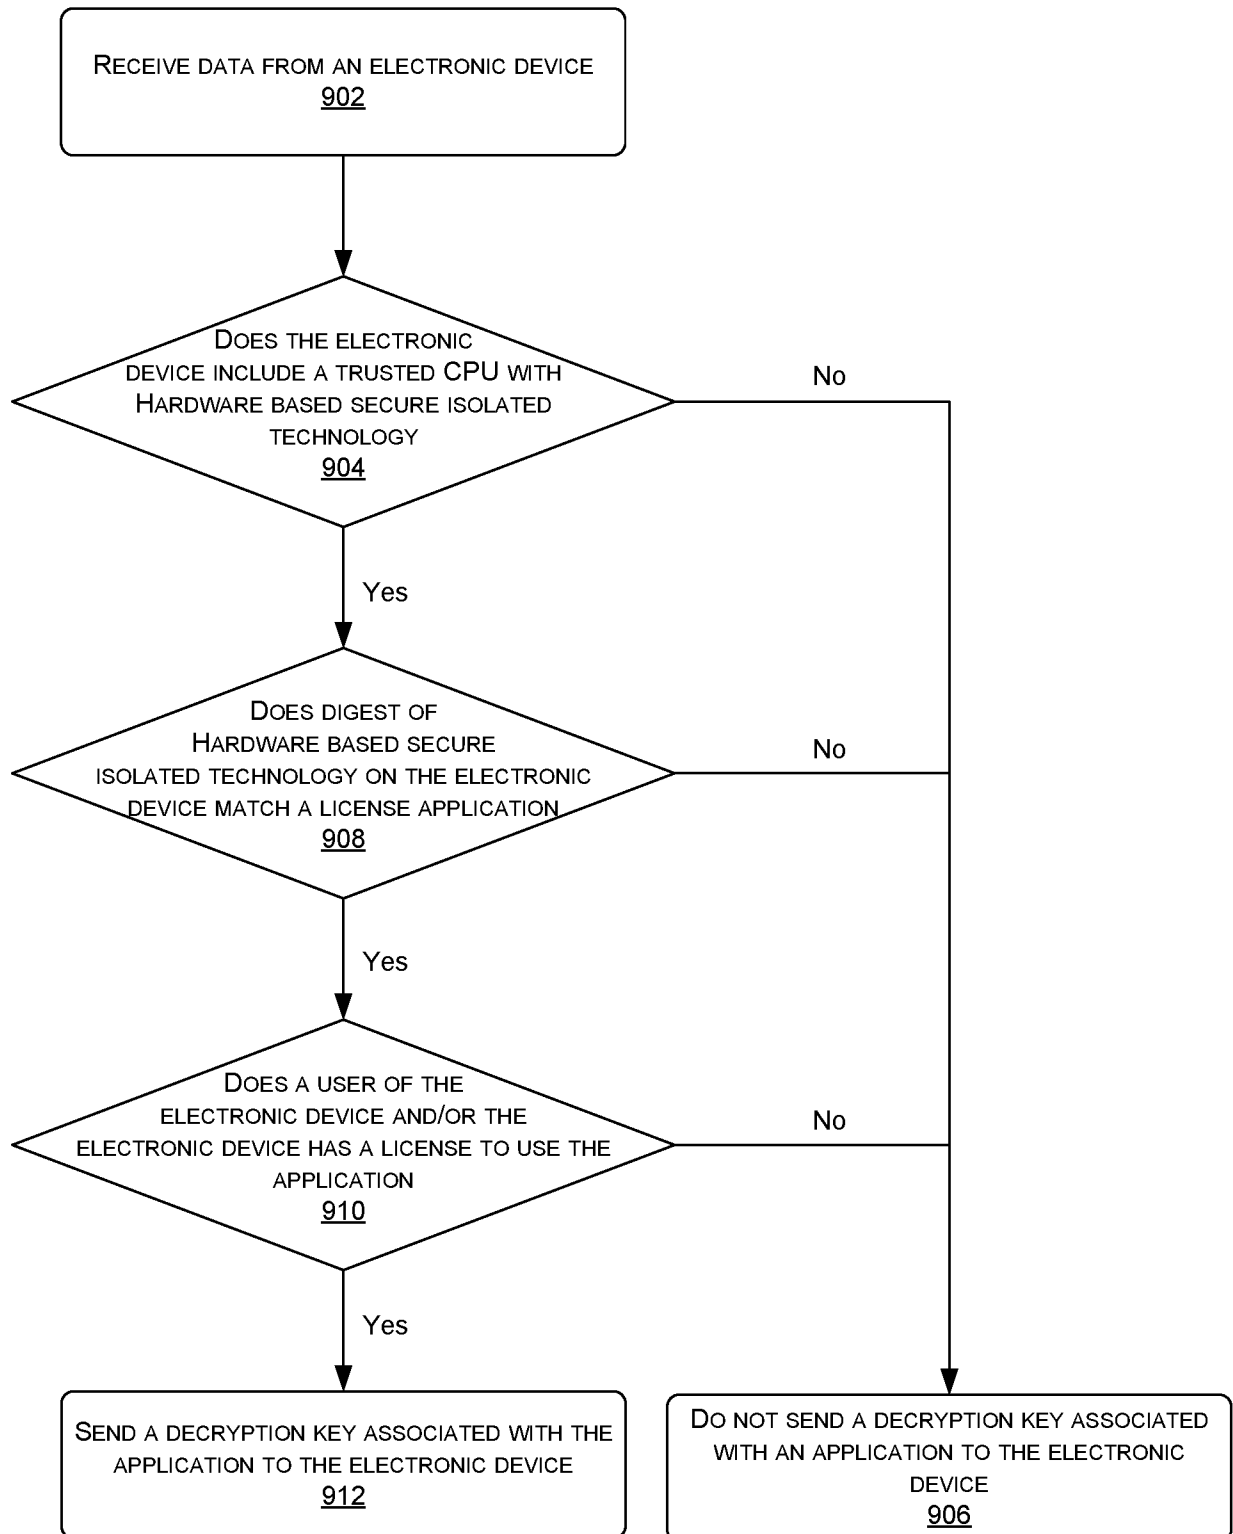 RECEIVE DATA FROM AN ELECTRONIC DEVICE
902
DOES THE ELECTRONIC
DEVICE INCLUDE A TRUSTED CPU WITH
HARDWARE BASED SECURE ISOLATED
TECHNOLOGY
904
No
Yes
DOES DIGEST OF
HARDWARE BASED SECURE
ISOLATED TECHNOLOGY ON THE ELECTRONIC
DEVICE MATCH A LICENSE APPLICATION
908
No
Yes
DOES A USER OF THE
ELECTRONIC DEVICE AND/OR THE
ELECTRONIC DEVICE HAS A LICENSE TO USE THE
APPLICATION
910
No
Yes
SEND A DECRYPTION KEY ASSOCIATED WITH THE
APPLICATION TO THE ELECTRONIC DEVICE
912
DO NOT SEND A DECRYPTION KEY ASSOCIATED
WITH AN APPLICATION TO THE ELECTRONIC
DEVICE
906